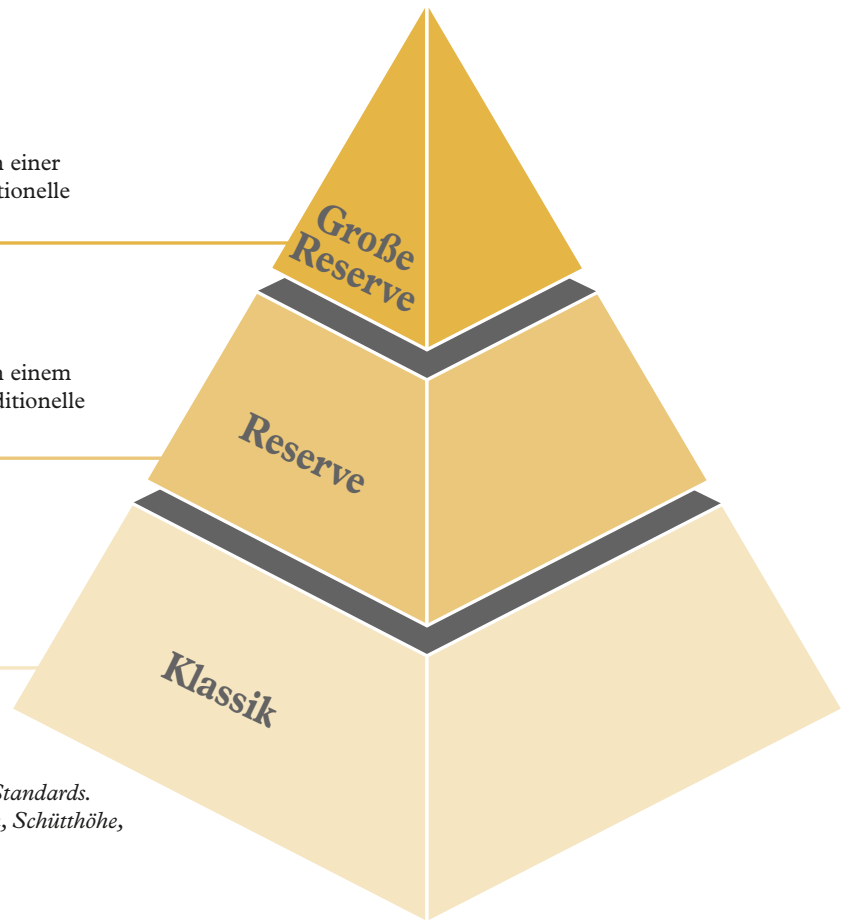 einer
tionelle
Große
Reserve
einem
ditionelle
Reserve
Klassik
Standards.
, Schütthöhe,